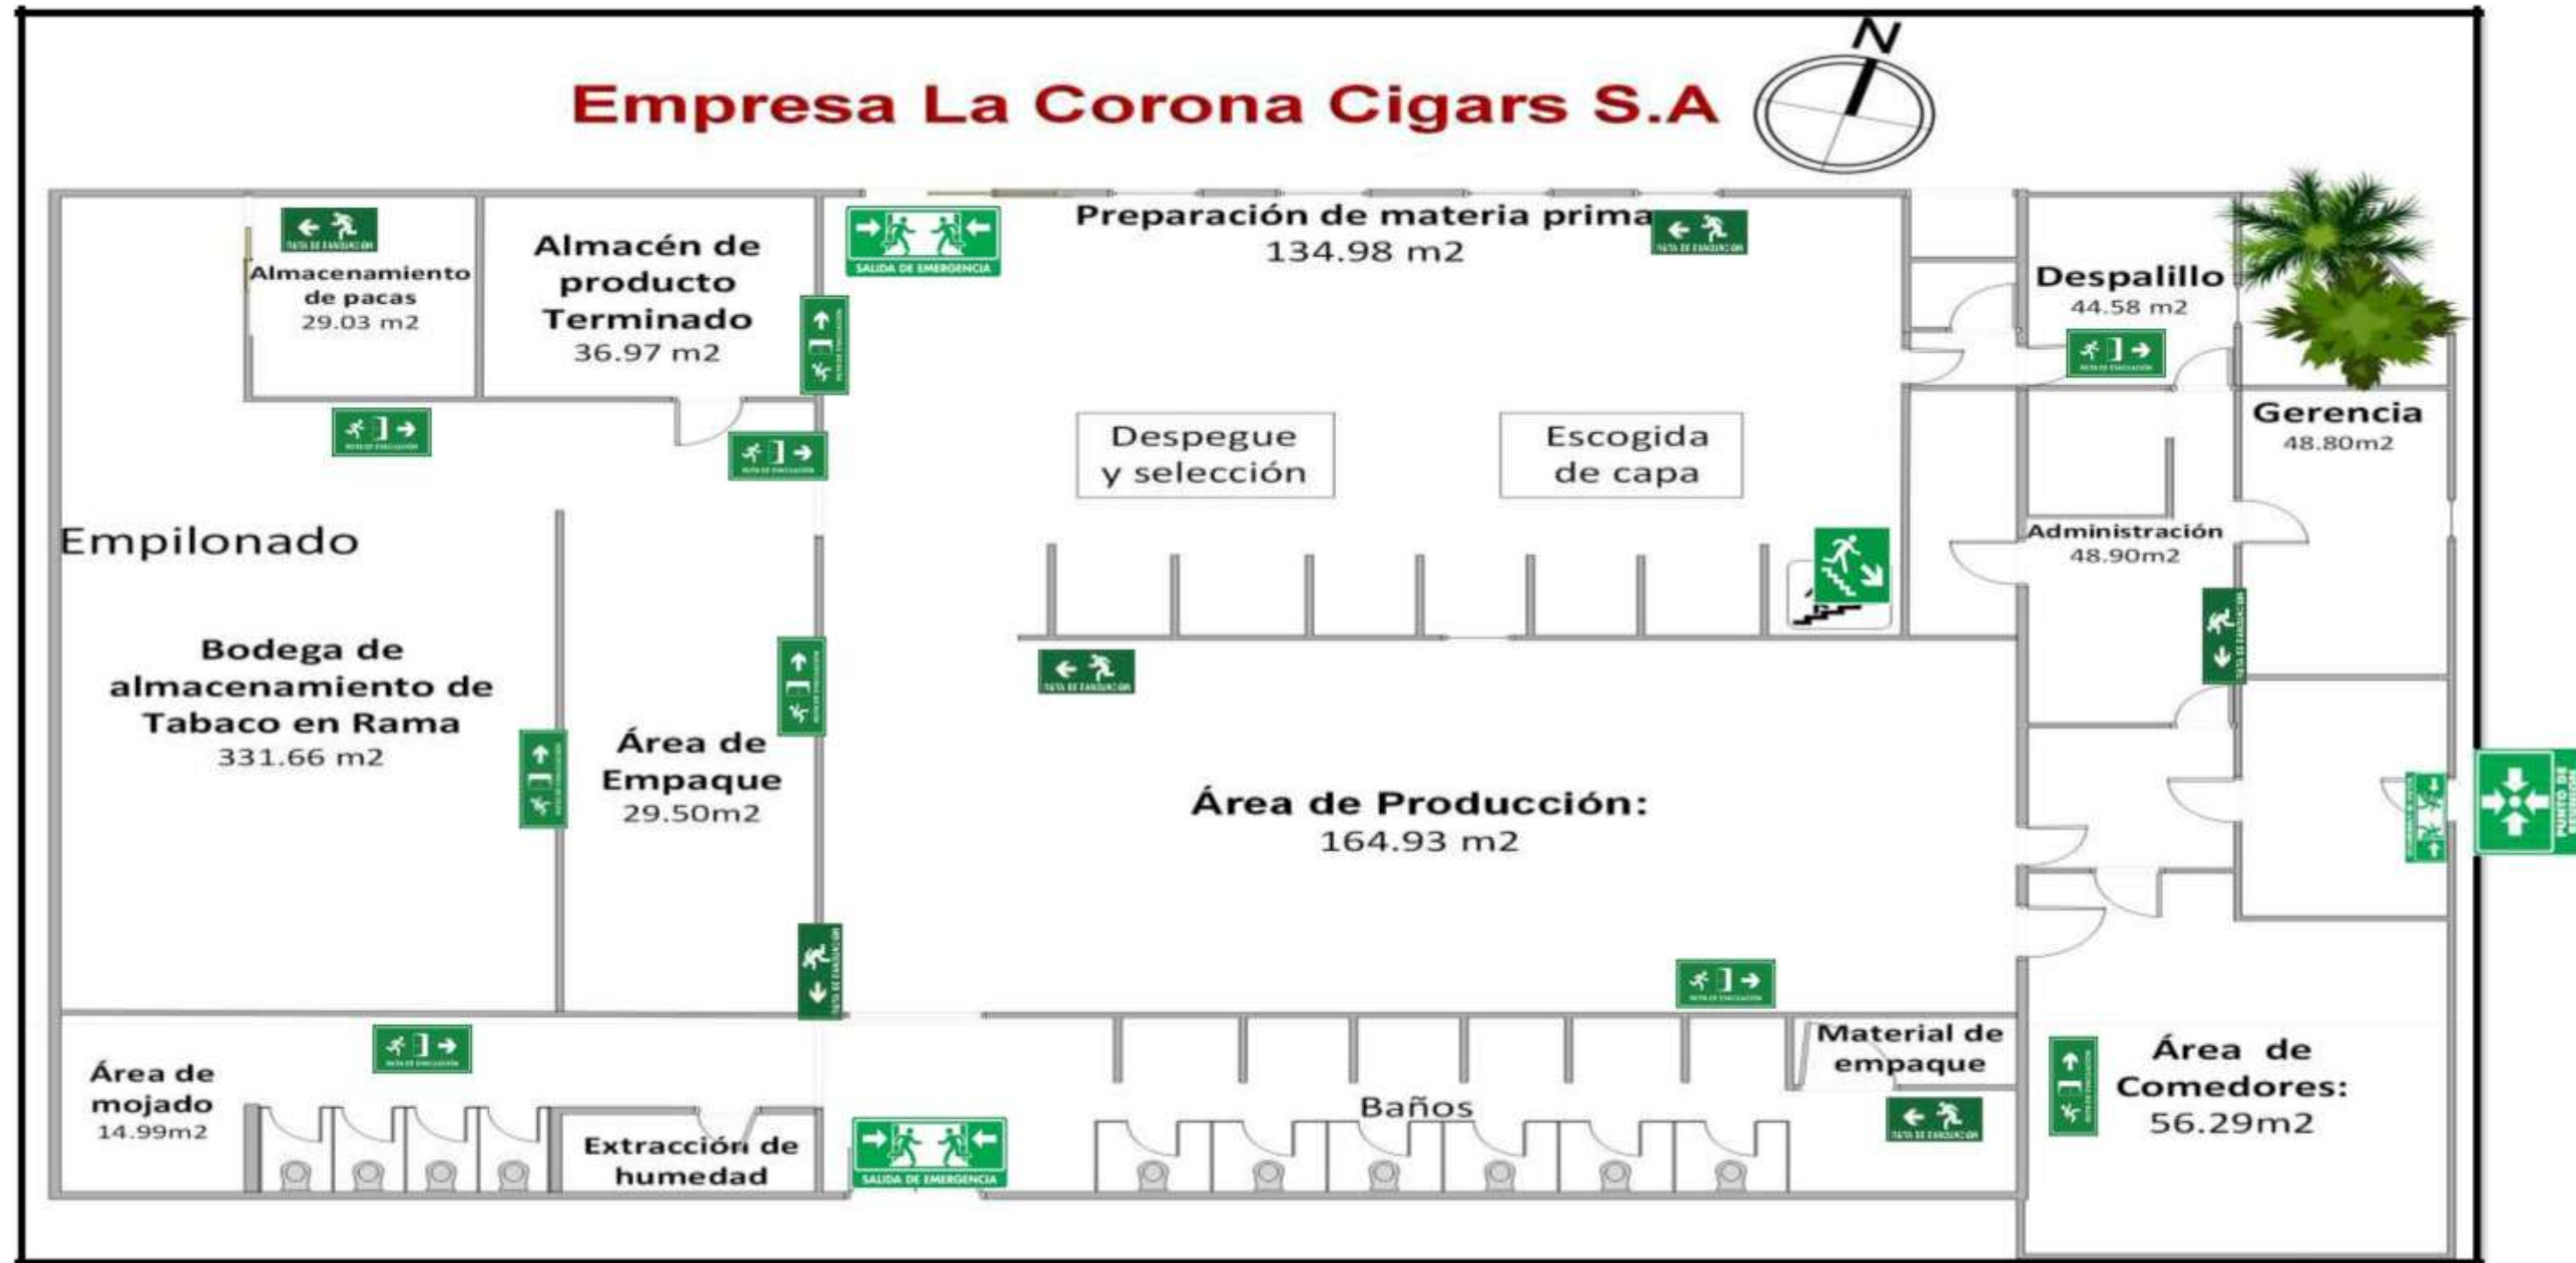 N
Empresa La Corona Cigars S.A
Almacenamiento
de pacas
29.03 m2
Almacén de
producto
Terminado
36.97 m2
SALIDA DE EMERGENCIA
Preparación de materia prima
134.98 m2
Despalillo
44.58 m2
Despegue
y selección
Escogida
de capa
Gerencia
48.80m2
Empilonado
Administración
48.90m2
Bodega de
almacenamiento de
Tabaco en Rama
331.66 m2
Área de
Empaque
29.50m2
Área de Producción:
164.93 m2
PUNTO DE
REUNION
Área de
mojado
14.99m2
Extracción de
humedad
SALIDA DE EMERGENCIA
Baños
Material de
empaque
Área de
Comedores:
56.29m2